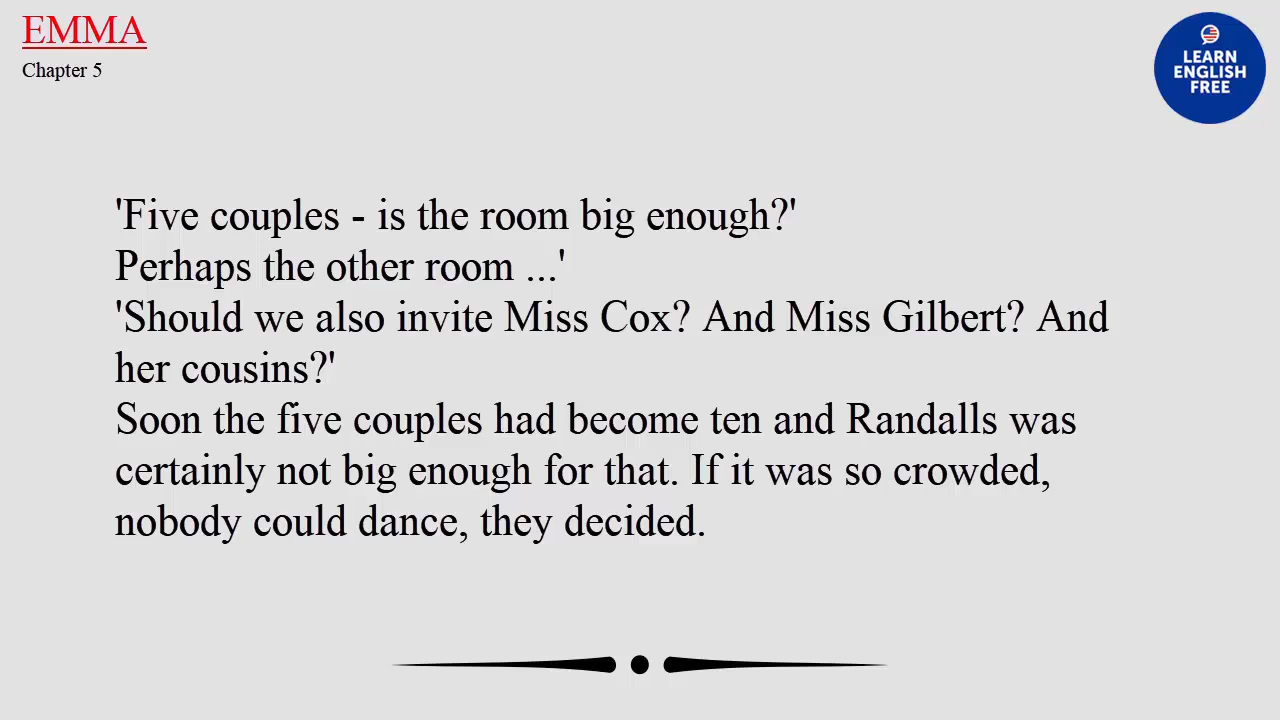 EMMA
Chapter 5
LEARN
ENGLISH
FREE
'Five couples - is the room big enough?'
Perhaps the other room ...'
'Should we also invite Miss Cox? And Miss Gilbert? And
her cousins?'
Soon the five couples had become ten and Randalls was
certainly not big enough for that. If it was so crowded,
nobody could dance, they decided.